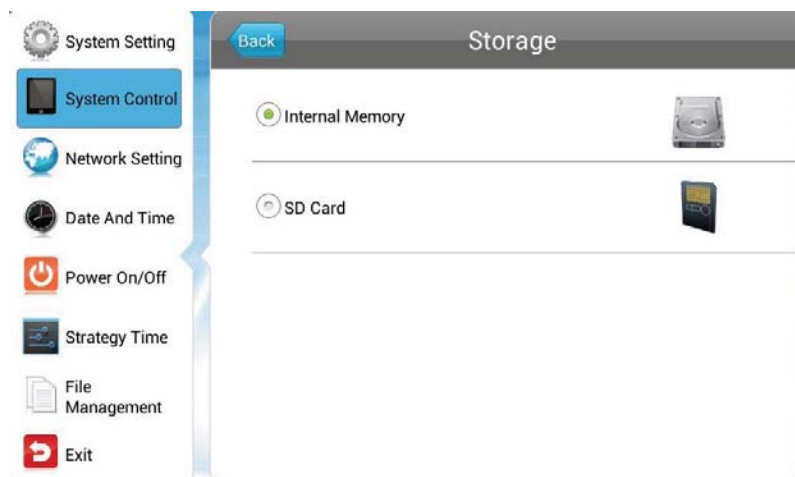 System Setting
System Control
Network Setting
Date And Time
Power On/Off
Strategy Time
File
Management
Exit
Back
Storage
Internal Memory
SD Card